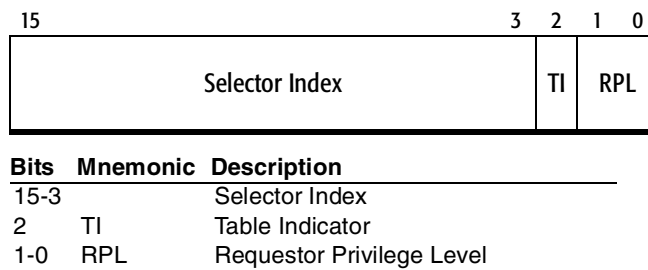 15 3 2 1 0
Selector Index TI RPL
Bits Mnemonic Description
15-3 Selector Index
2 TI Table Indicator
1-0 RPL Requestor Privilege Level